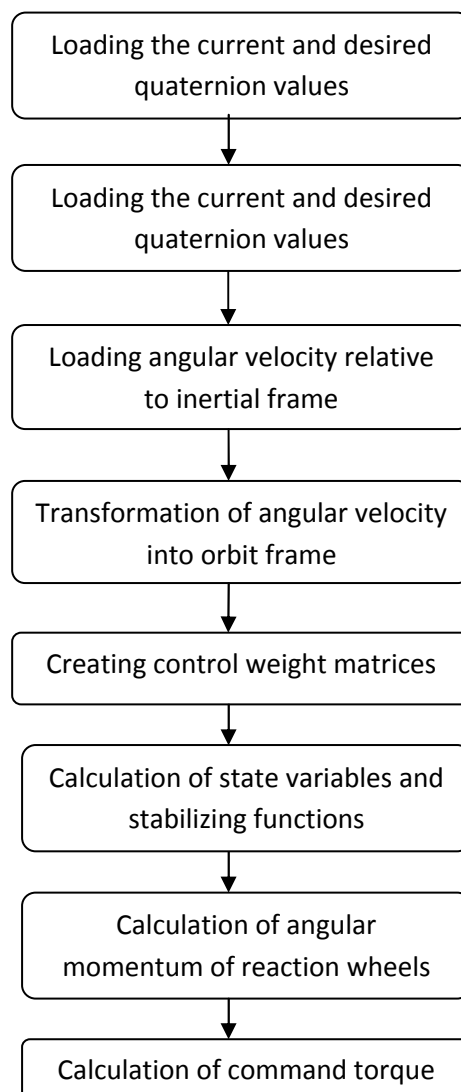 Loading the current and desired
quaternion values
Loading the current and desired
quaternion values
Loading angular velocity relative
to inertial frame
Transformation of angular velocity
into orbit frame
Creating control weight matrices
Calculation of state variables and
stabilizing functions
Calculation of angular
momentum of reaction wheels
Calculation of command torque